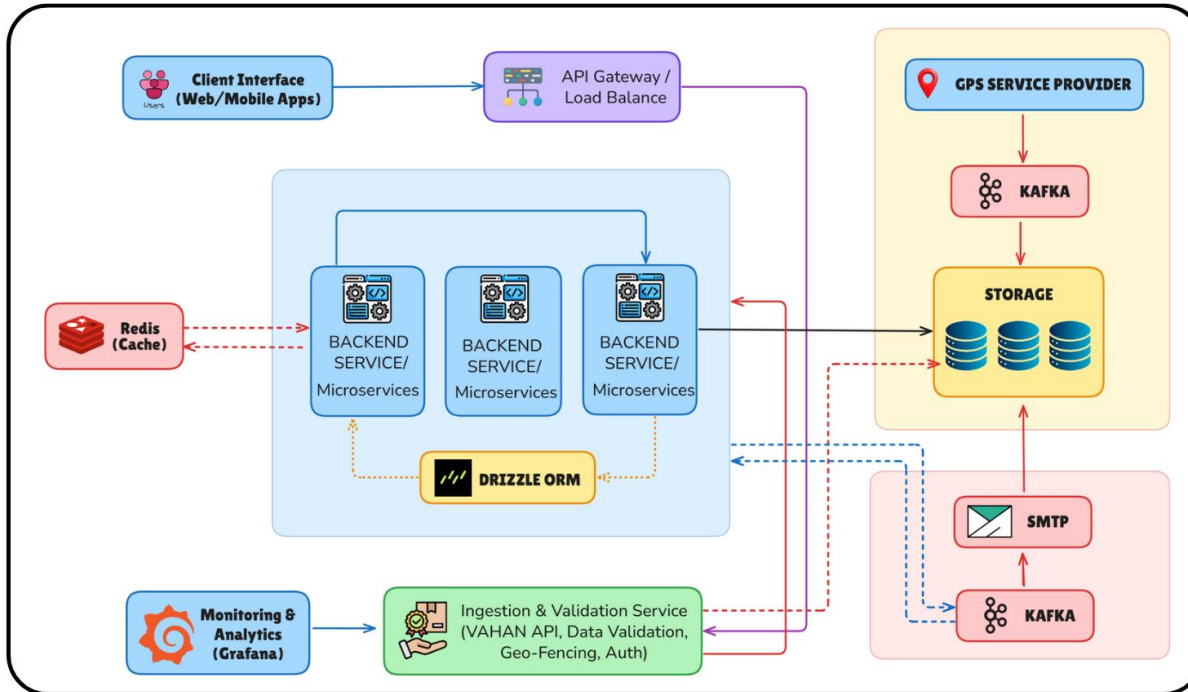 Client Interface
(Web/Mobile Apps)
Users
API Gateway /
Load Balance
GPS SERVICE PROVIDER
KAFKA
STORAGE
Redis
(Cache)
BACKEND
SERVICE/
Microservices
BACKEND
SERVICE/
Microservices
BACKEND
SERVICE/
Microservices
DRIZZLE ORM
SMTP
KAFKA
Monitoring &
Analytics
(Grafana)
Ingestion & Validation Service
(VAHAN API, Data Validation,
Geo-Fencing, Auth)